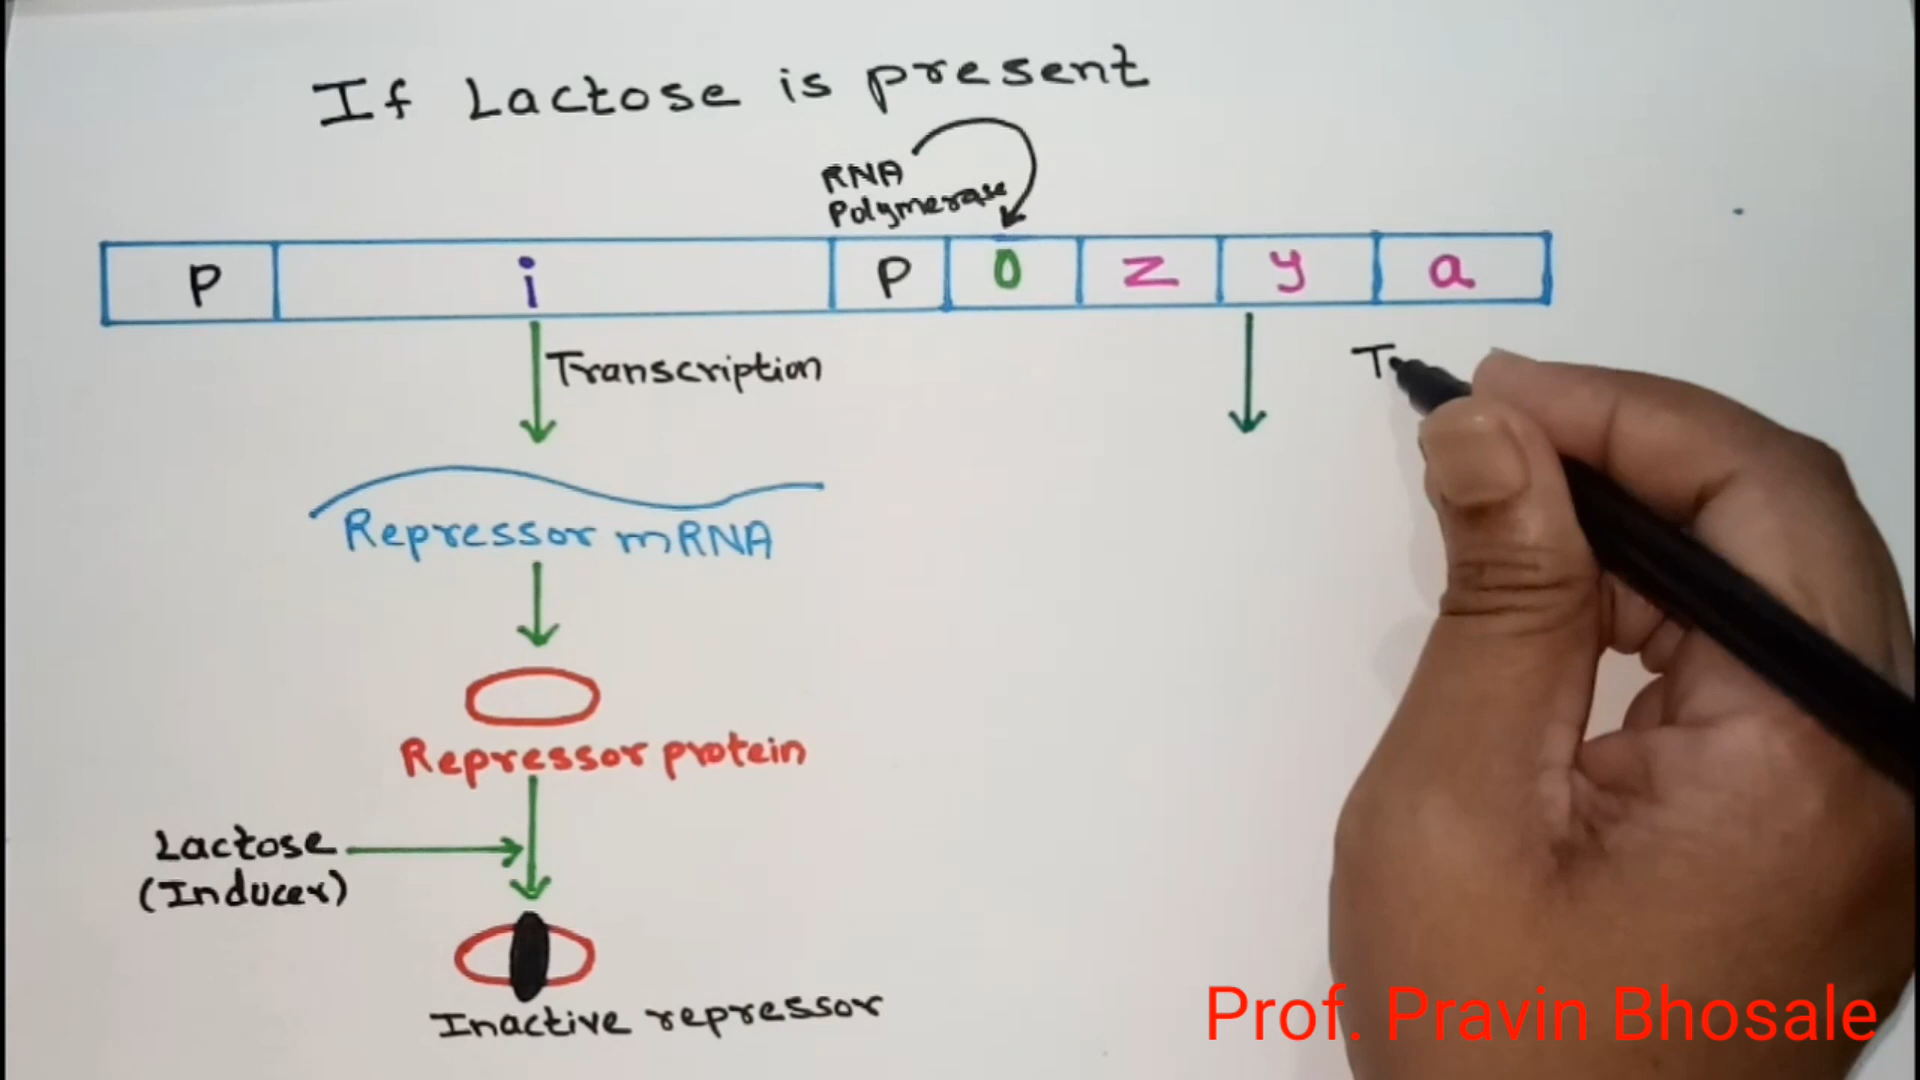 If Lactose is present
RNA
Polymerase
P i P O z y a
Transcription
T
Repressor mRNA
Repressor protein
Lactose
(Inducer)
Inactive repressor
Prof. Pravin Bhosale